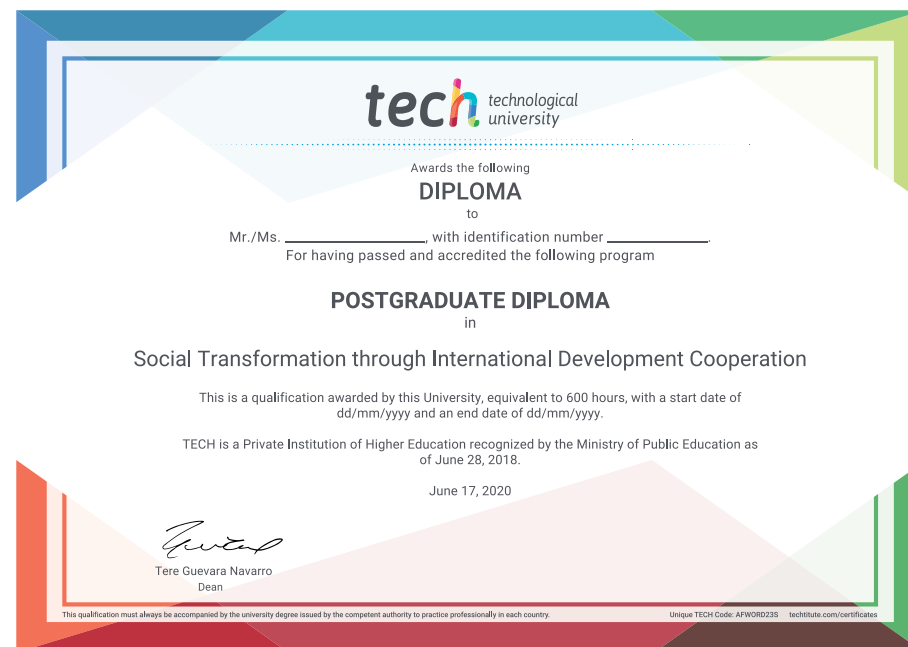 tech technological
university
Awards the following
DIPLOMA
to
Mr./Ms. ____________________, with identification number ______________.
For having passed and accredited the following program
POSTGRADUATE DIPLOMA
in
Social Transformation through International Development Cooperation
This is a qualification awarded by this University, equivalent to 600 hours, with a start date of
dd/mm/yyyy and an end date of dd/mm/yyyy.
TECH is a Private Institution of Higher Education recognized by the Ministry of Public Education as
of June 28, 2018.
June 17, 2020
Tere Guevara Navarro
Dean
This qualification must always be accompanied by the university degree issued by the competent authority to practice professionally in each country. Unique TECH Code: AFWORD23S techtitute.com/certificates